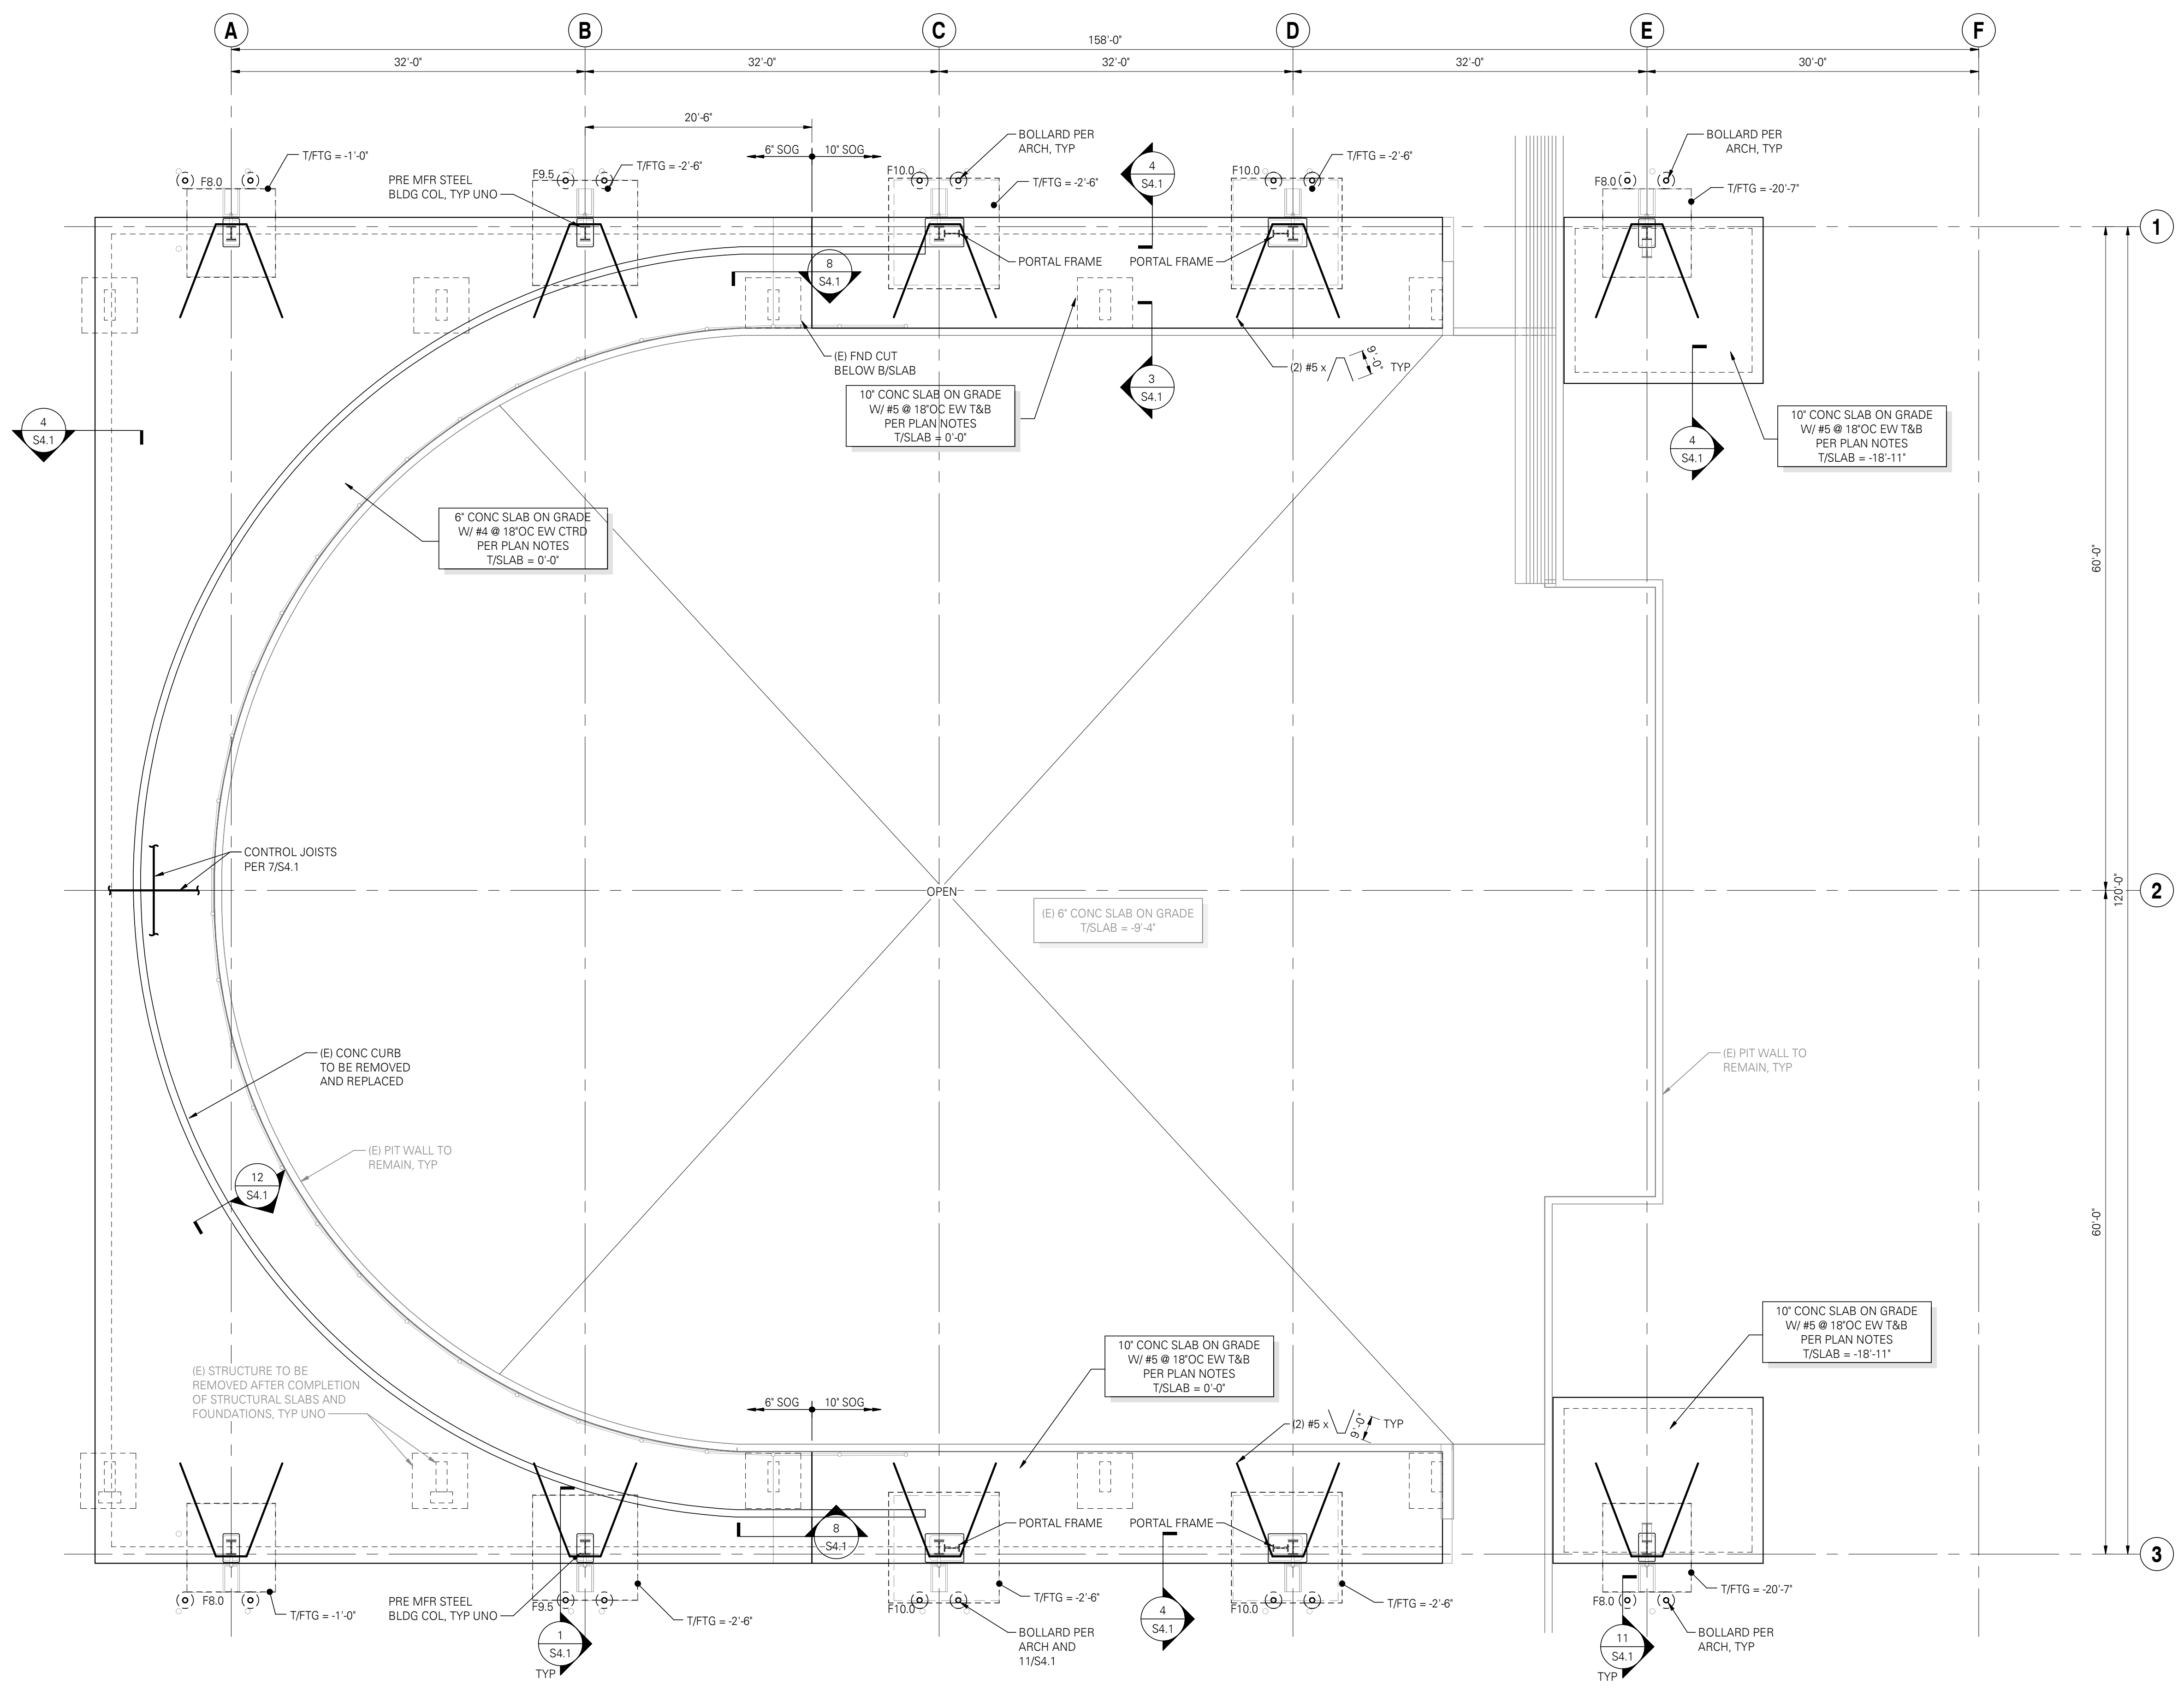 A
B
C
D
E
F
158'-0"
32'-0"
32'-0"
32'-0"
32'-0"
30'-0"
20'-6"
6" SOG
10" SOG
BOLLARD PER
ARCH, TYP
4
S4.1
BOLLARD PER
ARCH, TYP
T/FTG = -1'-0"
F8.0
PRE MFR STEEL
BLDG COL, TYP UNO
F9.5
T/FTG = -2'-6"
F10.0
T/FTG = -2'-6"
F10.0
T/FTG = -2'-6"
F8.0
T/FTG = -20'-7"
1
8
S4.1
PORTAL FRAME
PORTAL FRAME
(E) FND CUT
BELOW B/SLAB
3
S4.1
(2) #5 x
9'-0"
TYP
10" CONC SLAB ON GRADE
W/ #5 @ 18"OC EW T&B
PER PLAN NOTES
T/SLAB = 0'-0"
4
S4.1
4
S4.1
10" CONC SLAB ON GRADE
W/ #5 @ 18"OC EW T&B
PER PLAN NOTES
T/SLAB = -18'-11"
6" CONC SLAB ON GRADE
W/ #4 @ 18"OC EW CTRD
PER PLAN NOTES
T/SLAB = 0'-0"
60'-0"
CONTROL JOISTS
PER 7/S4.1
OPEN
120'-0"
2
(E) 6" CONC SLAB ON GRADE
T/SLAB = -9'-4"
(E) CONC CURB
TO BE REMOVED
AND REPLACED
(E) PIT WALL TO
REMAIN, TYP
(E) PIT WALL TO
REMAIN, TYP
12
S4.1
60'-0"
10" CONC SLAB ON GRADE
W/ #5 @ 18"OC EW T&B
PER PLAN NOTES
T/SLAB = -18'-11"
10" CONC SLAB ON GRADE
W/ #5 @ 18"OC EW T&B
PER PLAN NOTES
T/SLAB = 0'-0"
(E) STRUCTURE TO BE
REMOVED AFTER COMPLETION
OF STRUCTURAL SLABS AND
FOUNDATIONS, TYP UNO
6" SOG
10" SOG
(2) #5 x
9'-0"
TYP
8
S4.1
PORTAL FRAME
PORTAL FRAME
3
F8.0
T/FTG = -1'-0"
PRE MFR STEEL
BLDG COL, TYP UNO
F9.5
T/FTG = -2'-6"
F10.0
T/FTG = -2'-6"
F10.0
T/FTG = -2'-6"
F8.0
T/FTG = -20'-7"
1
S4.1
TYP
BOLLARD PER
ARCH AND
11/S4.1
4
S4.1
11
S4.1
TYP
BOLLARD PER
ARCH, TYP